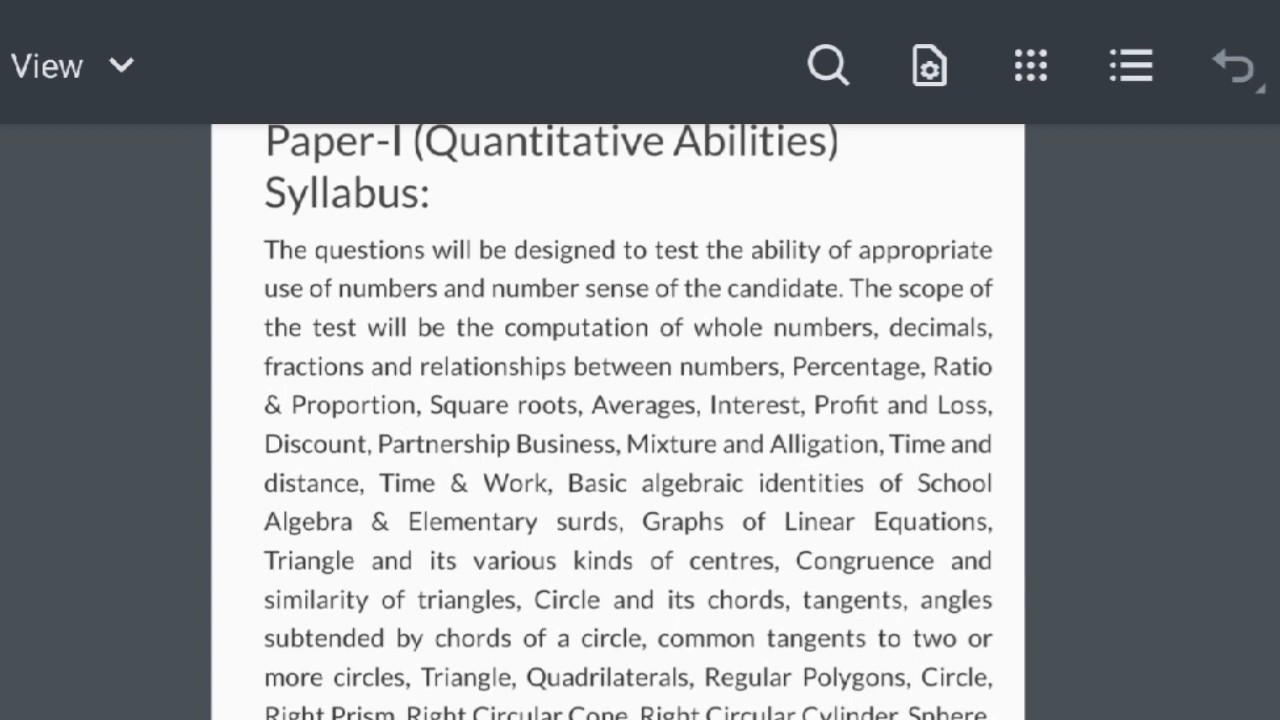 View
Paper-I (Quantitative Abilities)
Syllabus:
The questions will be designed to test the ability of appropriate
use of numbers and number sense of the candidate. The scope of
the test will be the computation of whole numbers, decimals,
fractions and relationships between numbers, Percentage, Ratio
& Proportion, Square roots, Averages, Interest, Profit and Loss,
Discount, Partnership Business, Mixture and Alligation, Time and
distance, Time & Work, Basic algebraic identities of School
Algebra & Elementary surds, Graphs of Linear Equations,
Triangle and its various kinds of centres, Congruence and
similarity of triangles, Circle and its chords, tangents, angles
subtended by chords of a circle, common tangents to two or
more circles, Triangle, Quadrilaterals, Regular Polygons, Circle,
Right Prism, Right Circular Cone, Right Circular Cylinder, Sphere,